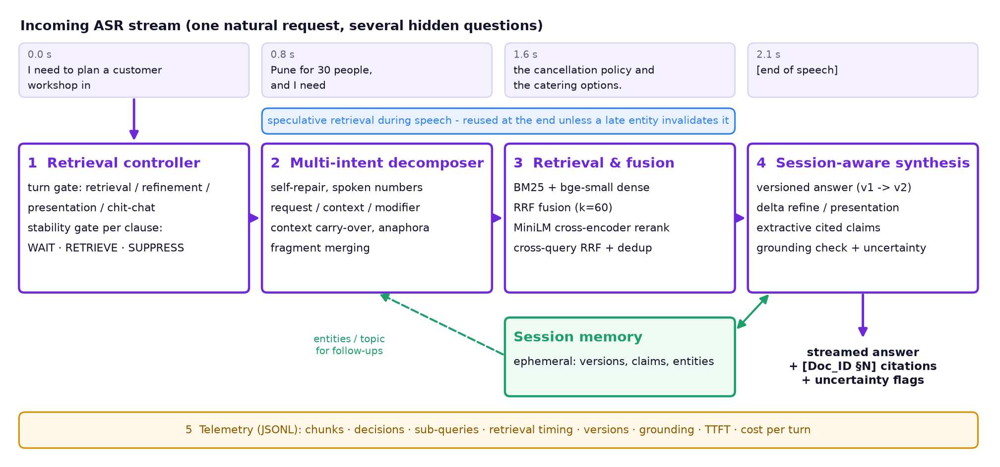 Incoming ASR stream (one natural request, several hidden questions)
0.0 s
I need to plan a customer
workshop in
0.8 s
Pune for 30 people,
and I need
1.6 s
the cancellation policy and
the catering options.
2.1 s
[end of speech]
speculative retrieval during speech - reused at the end unless a late entity invalidates it
1 Retrieval controller
turn gate: retrieval / refinement /
presentation / chit-chat
stability gate per clause:
WAIT · RETRIEVE · SUPPRESS
2 Multi-intent decomposer
self-repair, spoken numbers
request / context / modifier
context carry-over, anaphora
fragment merging
3 Retrieval & fusion
BM25 + bge-small dense
RRF fusion (k=60)
MiniLM cross-encoder rerank
cross-query RRF + dedup
4 Session-aware synthesis
versioned answer (v1 -> v2)
delta refine / presentation
extractive cited claims
grounding check + uncertainty
entities / topic
for follow-ups
Session memory
ephemeral: versions, claims, entities
streamed answer
+ [Doc_ID §N] citations
+ uncertainty flags
5 Telemetry (JSONL): chunks · decisions · sub-queries · retrieval timing · versions · grounding · TTFT · cost per turn